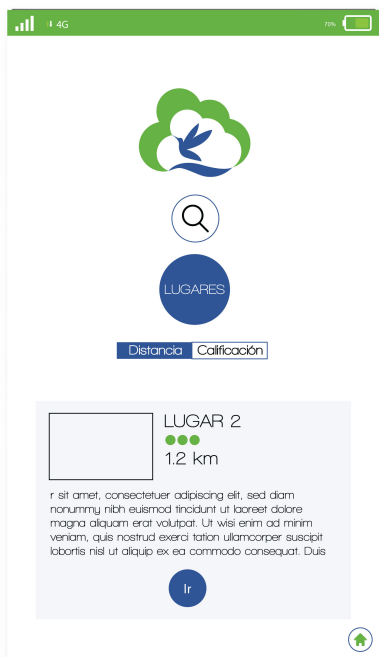 4G
70%
LUGARES
Distancia Calificación
LUGAR 2
1.2 km
r sit amet, consectetuer adipiscing elit, sed diam
nonummy nibh euismod tincidunt ut laoreet dolore
magna aliquam erat volutpat. Ut wisi enim ad minim
veniam, quis nostrud exerci tation ullamcorper suscipit
lobortis nisl ut aliquip ex ea commodo consequat. Duis
Ir